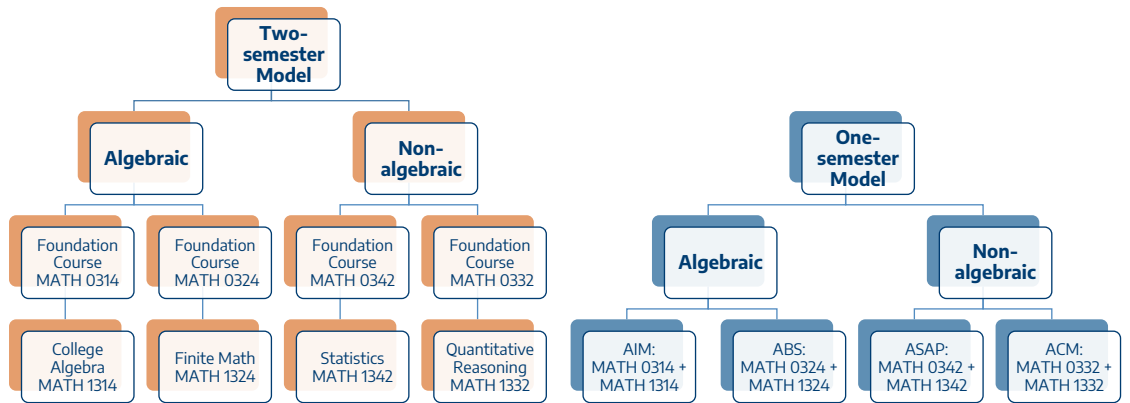 Two-
semester
Model
Algebraic
Non-
algebraic
Foundation
Course
MATH 0314
Foundation
Course
MATH 0324
Foundation
Course
MATH 0342
Foundation
Course
MATH 0332
College
Algebra
MATH 1314
Finite Math
MATH 1324
Statistics
MATH 1342
Quantitative
Reasoning
MATH 1332
One-
semester
Model
Algebraic
Non-
algebraic
AIM:
MATH 0314 +
MATH 1314
ABS:
MATH 0324 +
MATH 1324
ASAP:
MATH 0342 +
MATH 1342
ACM:
MATH 0332 +
MATH 1332